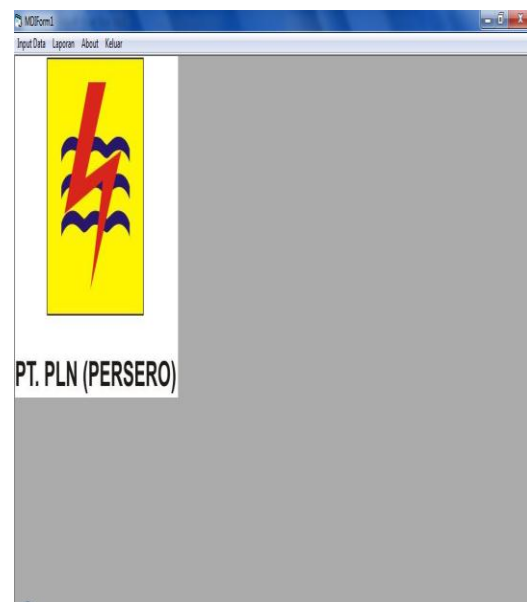 MDIForm1
Input Data Laporan About Keluar
PT. PLN (PERSERO)